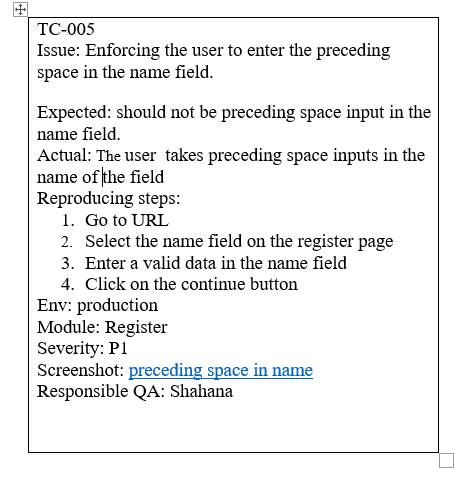 TC-005
Issue: Enforcing the user to enter the preceding
space in the name field.
Expected: should not be preceding space input in the
name field.
Actual: The user  takes preceding space inputs in the
name of the field
Reproducing steps:
1. Go to URL
2. Select the name field on the register page
3. Enter a valid data in the name field
4. Click on the continue button
Env: production
Module: Register
Severity: P1
Screenshot: preceding space in name
Responsible QA: Shahana